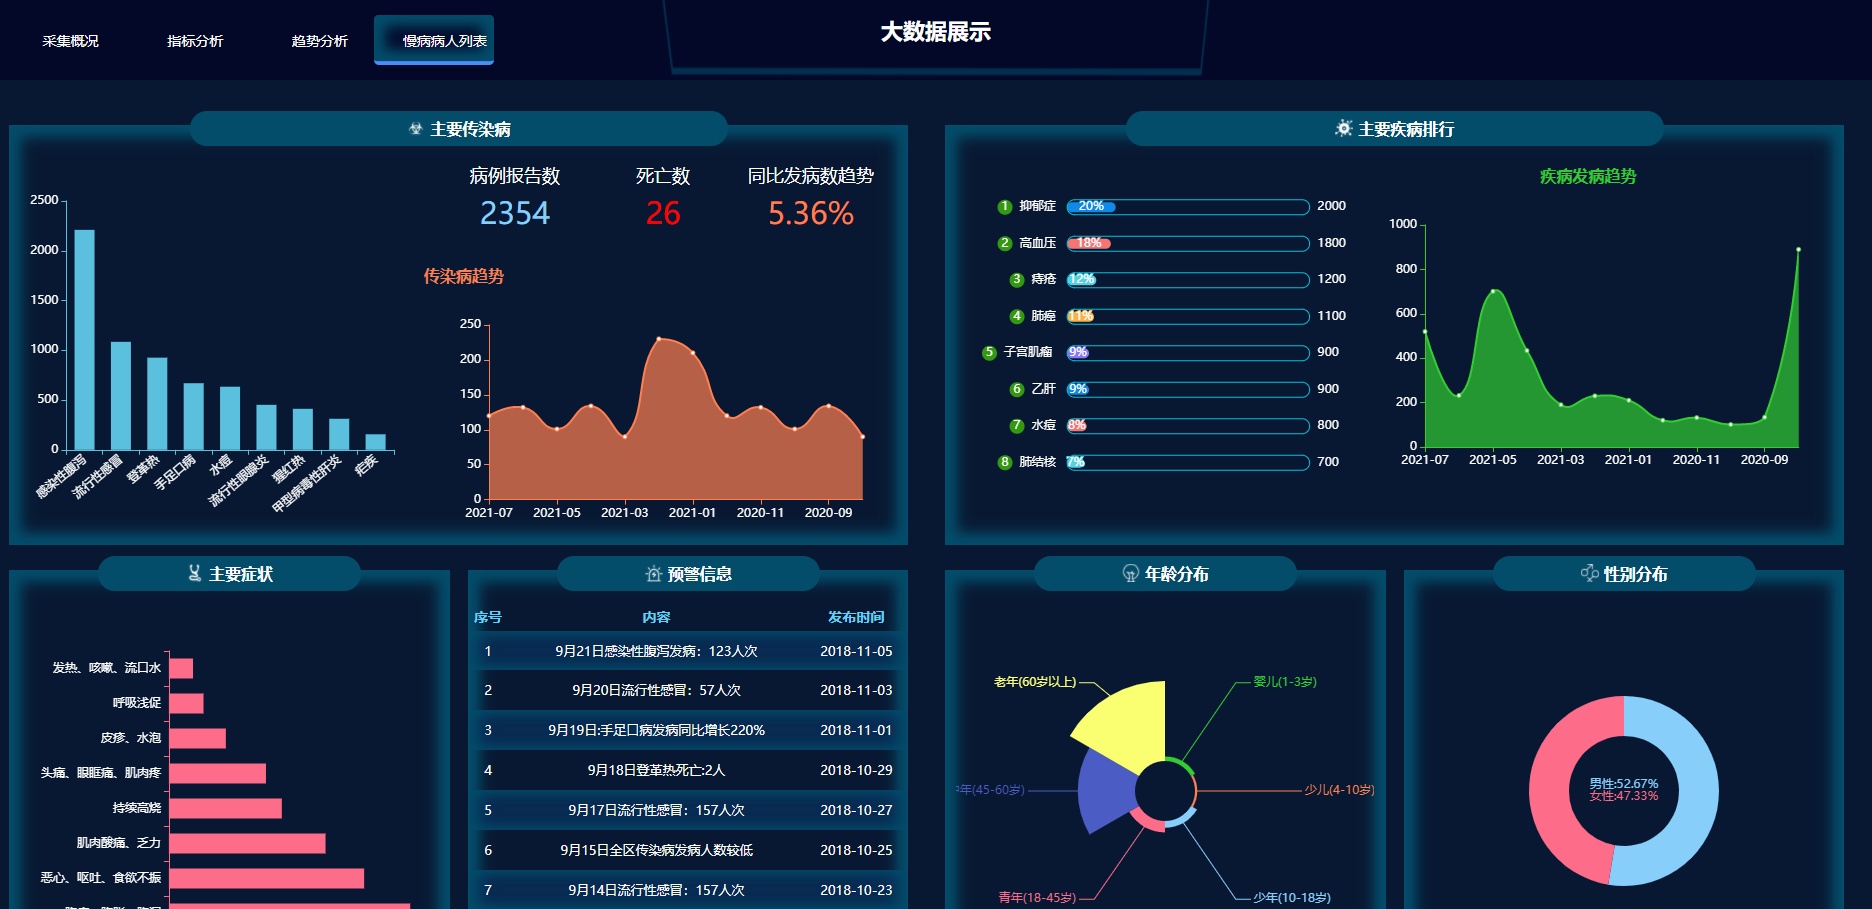 采集概况
指标分析
趋势分析
慢病病人列表
大数据展示
主要传染病
2500
2000
1500
1000
500
0
感染性腹泻
流行性感冒
登革热
手足口病
水痘
流行性眼腺炎
猩红热
甲型病毒性肝炎
疟疾
病例报告数
2354
死亡数
26
同比发病数趋势
5.36%
传染病趋势
250
200
150
100
50
0
2021-07
2021-05
2021-03
2021-01
2020-11
2020-09
主要疾病排行
1 抑郁症 20% 2000
2 高血压 18% 1800
3 痔疮 12% 1200
4 肺癌 11% 1100
5 子宫肌瘤 9% 900
6 乙肝 9% 900
7 水痘 8% 800
8 肺结核 7% 700
疾病发病趋势
1000
800
600
400
200
0
2021-07
2021-05
2021-03
2021-01
2020-11
2020-09
主要症状
发热、咳嗽、流口水
呼吸浅促
皮疹、水泡
头痛、眼眶痛、肌肉疼
持续高烧
肌肉酸痛、乏力
恶心、呕吐、食欲不振
预警信息
序号 内容 发布时间
1 9月21日感染性腹泻发病：123人次 2018-11-05
2 9月20日流行性感冒：57人次 2018-11-03
3 9月19日:手足口病发病同比增长220% 2018-11-01
4 9月18日登革热死亡:2人 2018-10-29
5 9月17日流行性感冒：157人次 2018-10-27
6 9月15日全区传染病发病人数较低 2018-10-25
7 9月14日流行性感冒：157人次 2018-10-23
年龄分布
老年(60岁以上)
婴儿(1-3岁)
年(45-60岁)
少儿(4-10岁)
青年(18-45岁)
少年(10-18岁)
性别分布
男性:52.67%
女性:47.33%